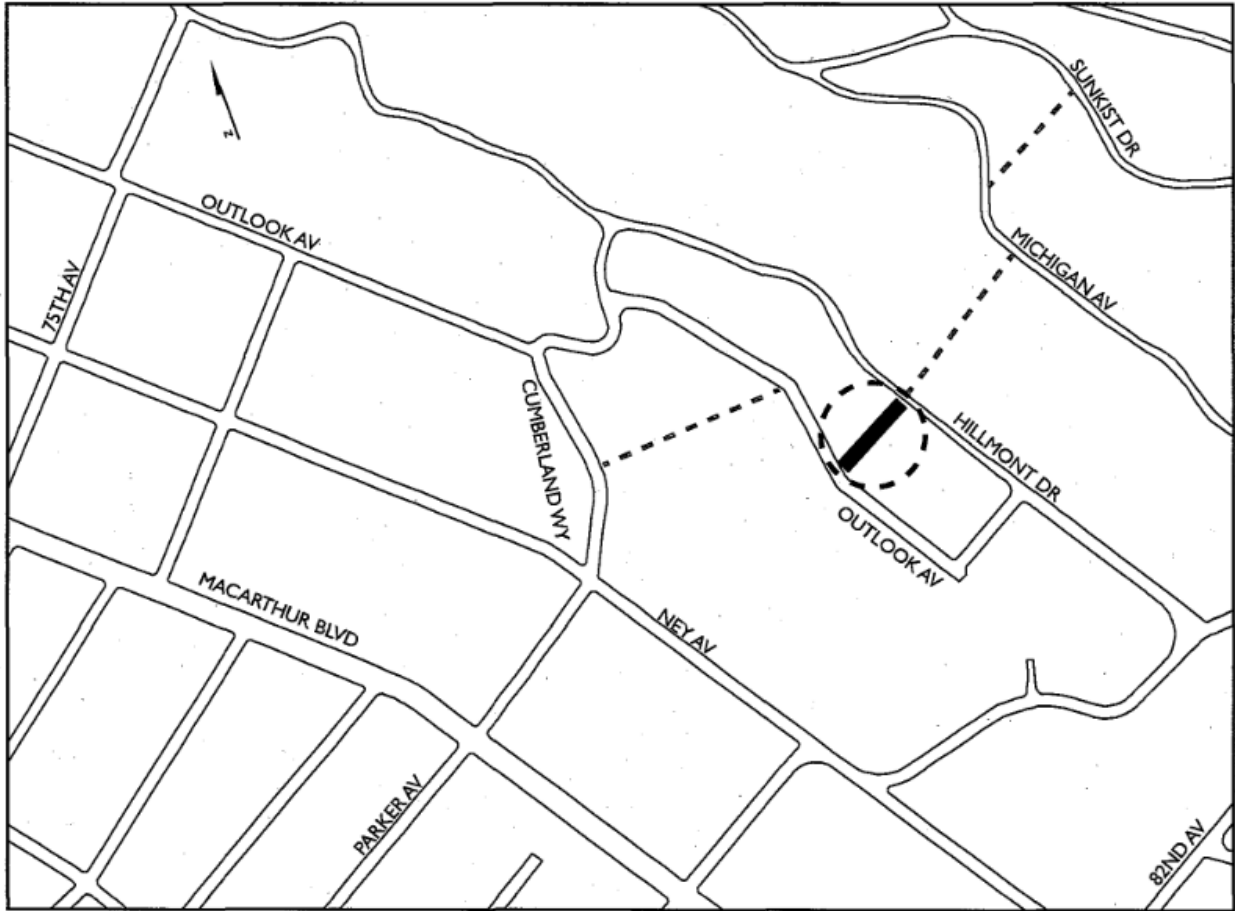 SUNKIST DR
N
OUTLOOK AV
MICHIGAN AV
75TH AV
CUMBERLAND WY
HILLMONT DR
OUTLOOK AV
MACARTHUR BLVD
NEY AV
PARKER AV
82ND AV